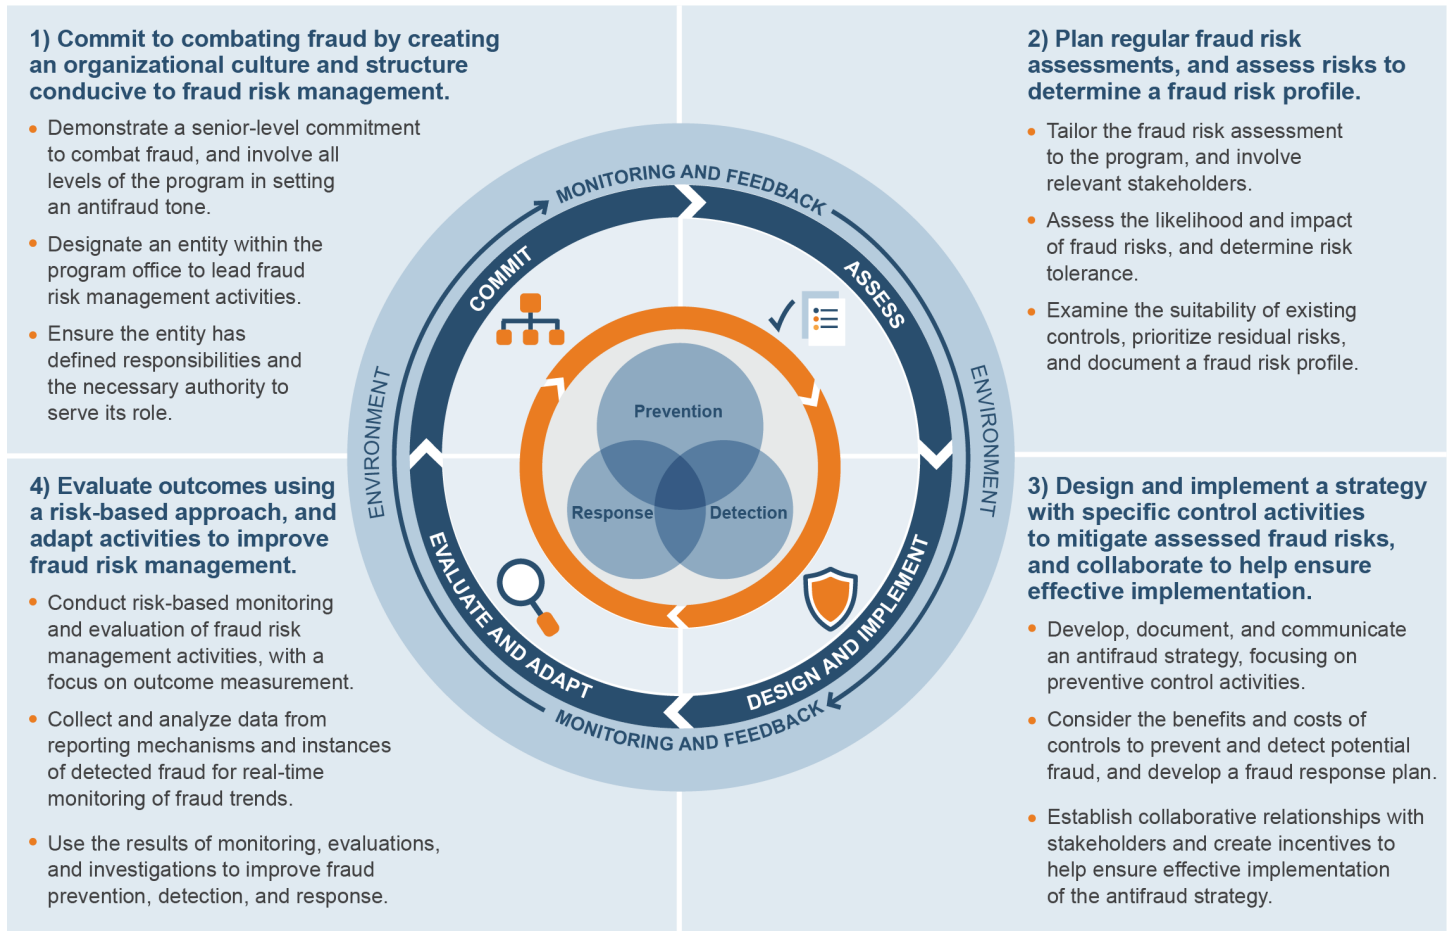 1) Commit to combating fraud by creating
an organizational culture and structure
conducive to fraud risk management.
Demonstrate a senior-level commitment
to combat fraud, and involve all
levels of the program in setting
an antifraud tone.
Designate an entity within the
program office to lead fraud
risk management activities.
Ensure the entity has
defined responsibilities and
the necessary authority to
serve its role.
2) Plan regular fraud risk
assessments, and assess risks to
determine a fraud risk profile.
Tailor the fraud risk assessment
to the program, and involve
relevant stakeholders.
Assess the likelihood and impact
of fraud risks, and determine risk
tolerance.
Examine the suitability of existing
controls, prioritize residual risks,
and document a fraud risk profile.
MONITORING AND FEEDBACK
COMMIT
ASSESS
ENVIRONMENT
ENVIRONMENT
Prevention
Response
Detection
EVALUATE AND ADAPT
DESIGN AND IMPLEMENT
MONITORING AND FEEDBACK
4) Evaluate outcomes using
a risk-based approach, and
adapt activities to improve
fraud risk management.
Conduct risk-based monitoring
and evaluation of fraud risk
management activities, with a
focus on outcome measurement.
Collect and analyze data from
reporting mechanisms and instances
of detected fraud for real-time
monitoring of fraud trends.
Use the results of monitoring, evaluations,
and investigations to improve fraud
prevention, detection, and response.
3) Design and implement a strategy
with specific control activities
to mitigate assessed fraud risks,
and collaborate to help ensure
effective implementation.
Develop, document, and communicate
an antifraud strategy, focusing on
preventive control activities.
Consider the benefits and costs of
controls to prevent and detect potential
fraud, and develop a fraud response plan.
Establish collaborative relationships with
stakeholders and create incentives to
help ensure effective implementation
of the antifraud strategy.